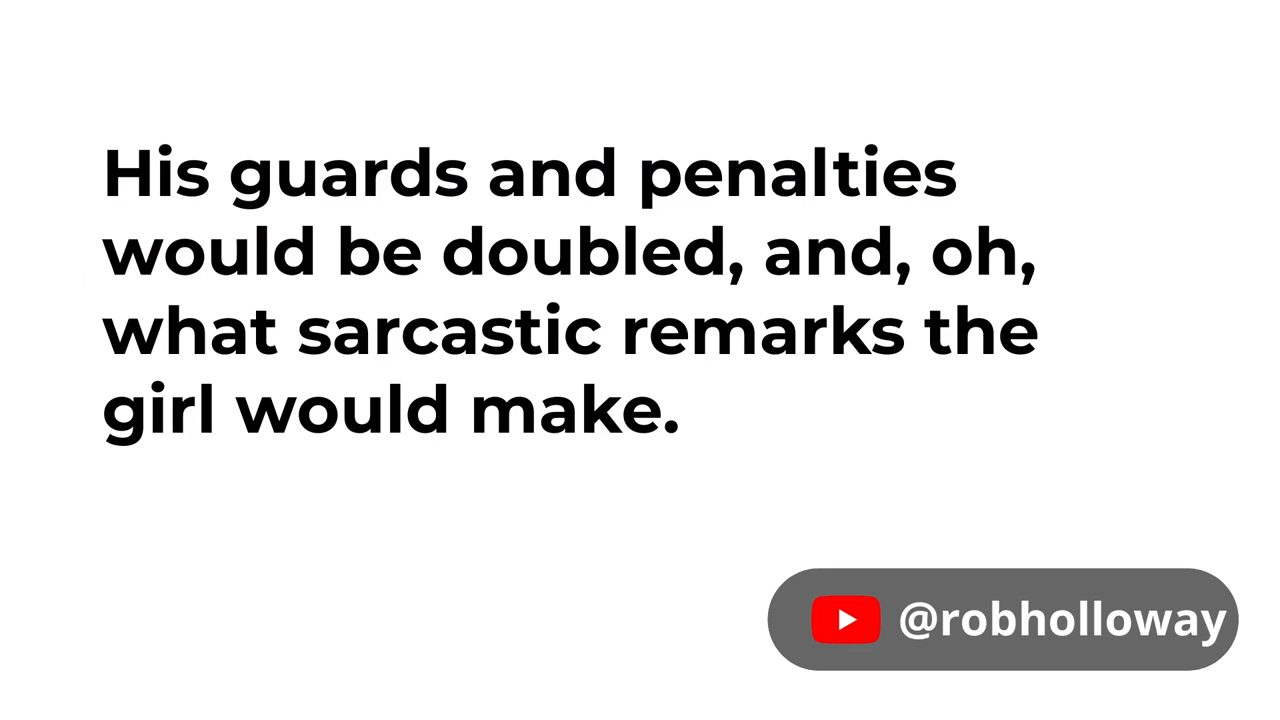 His guards and penalties
would be doubled, and, oh,
what sarcastic remarks the
girl would make.
@robholloway